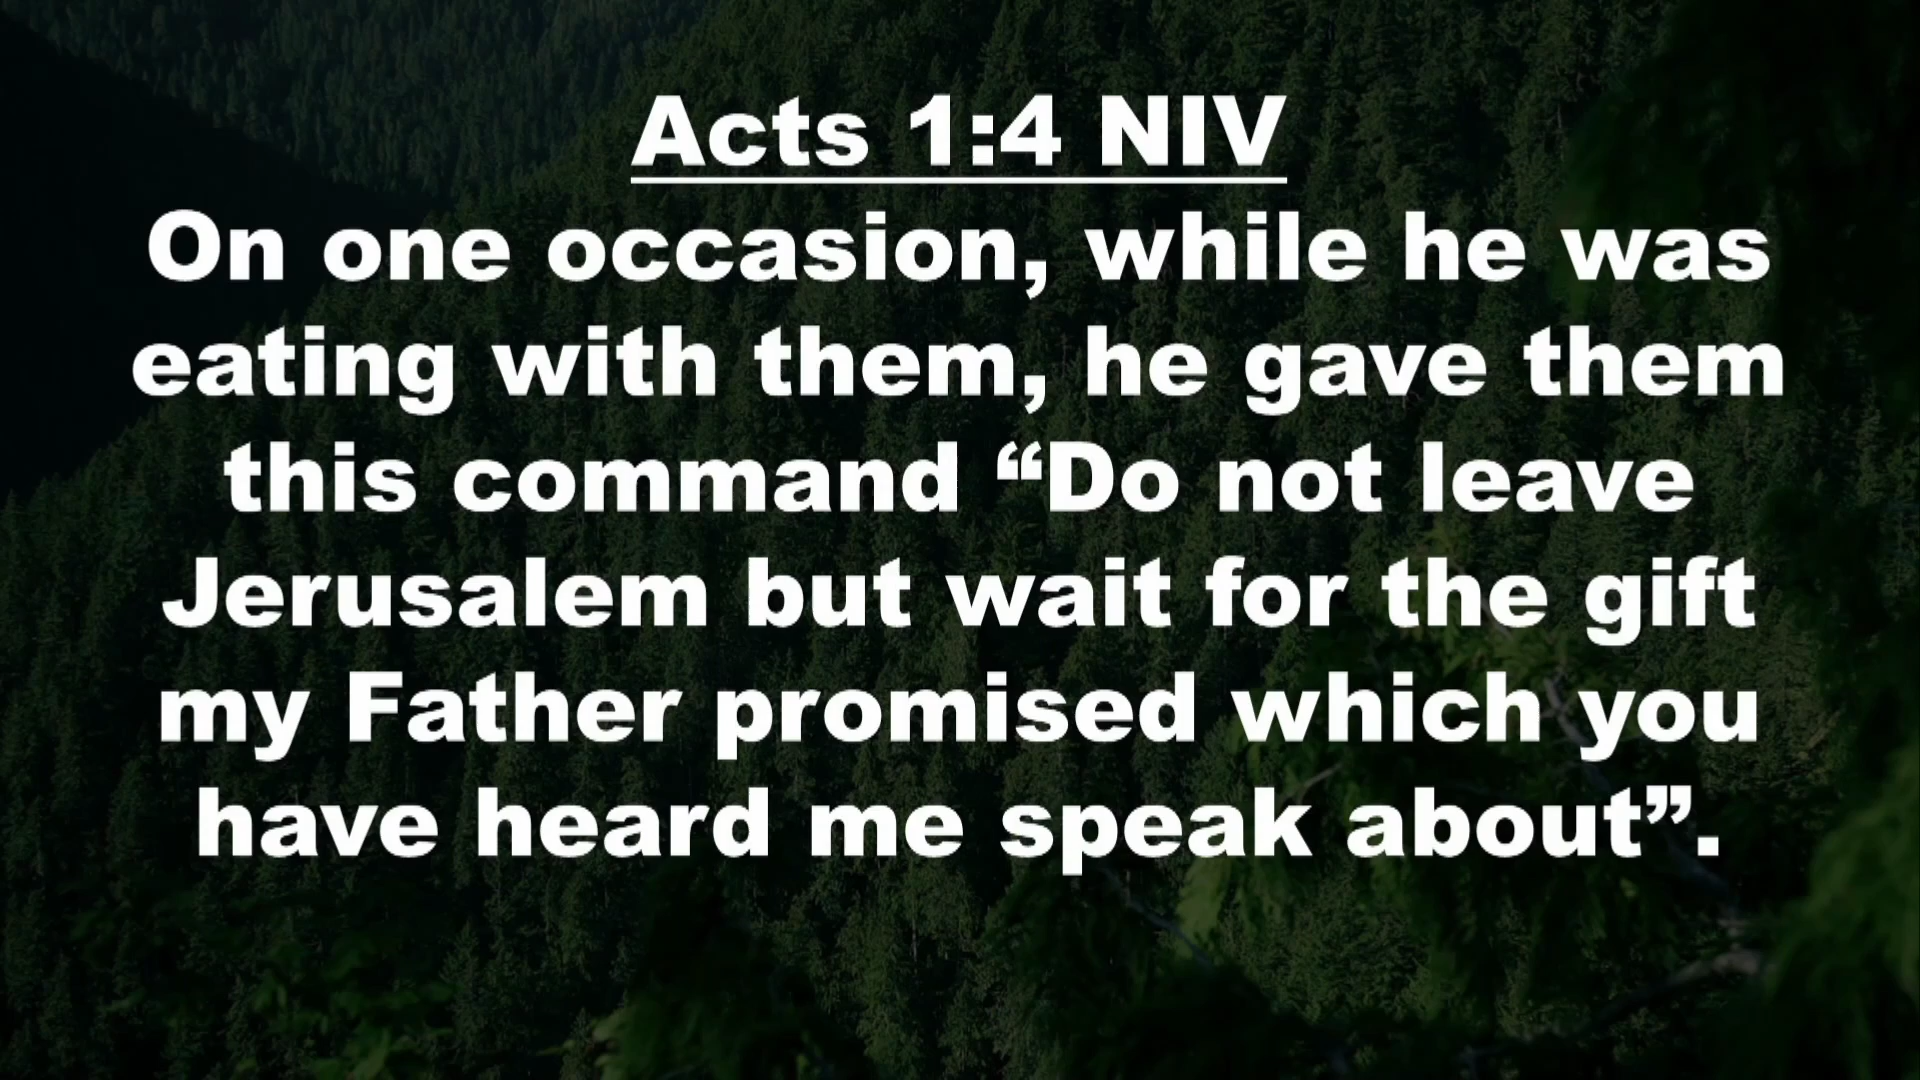 Acts 1:4 NIV
On one occasion, while he was
eating with them, he gave them
this command “Do not leave
Jerusalem but wait for the gift
my Father promised which you
have heard me speak about”.